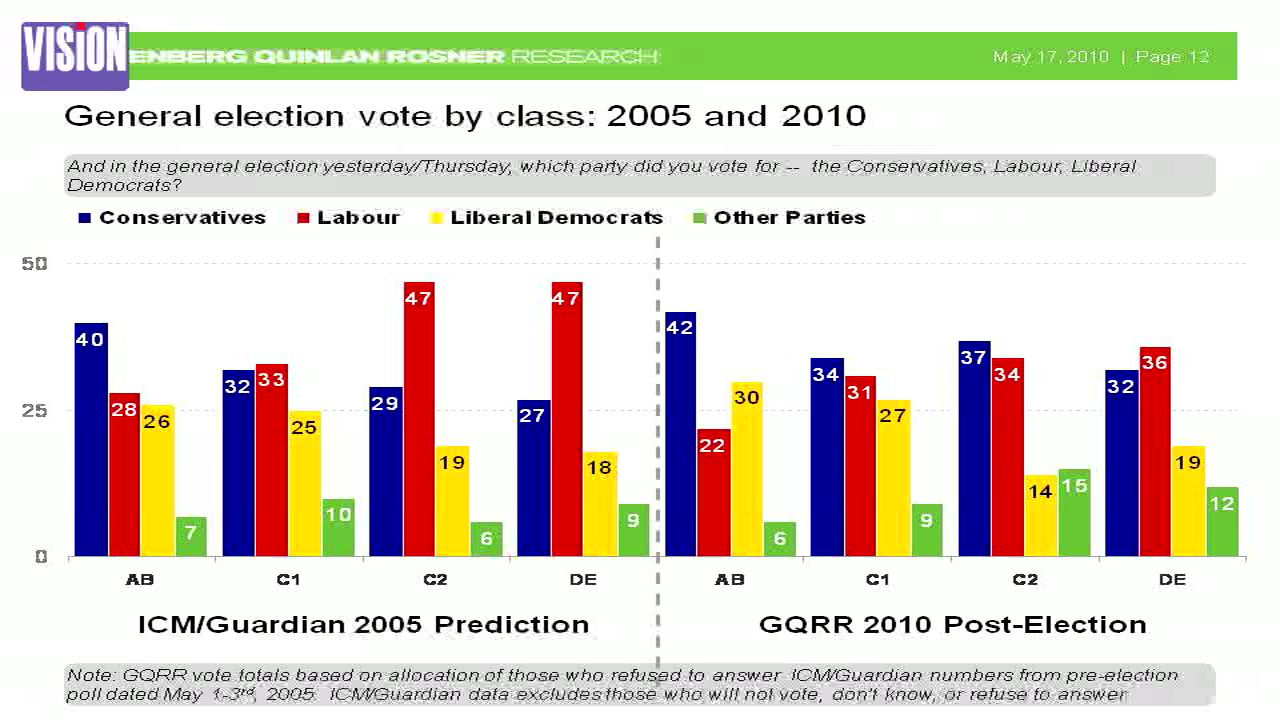 VISION
ENBERG QUINLAN ROSNER RESEARCH
May 17, 2010 | Page 12
General election vote by class: 2005 and 2010
And in the general election yesterday/Thursday, which party did you vote for -- the Conservatives, Labour, Liberal
Democrats?
Conservatives Labour Liberal Democrats Other Parties
50
25
0
40 28 26 7
32 33 25 10
29 47 19 6
27 47 18 9
42 22 30 6
34 31 27 9
37 34 14 15
32 36 19 12
AB C1 C2 DE AB C1 C2 DE
ICM/Guardian 2005 Prediction GQRR 2010 Post-Election
Note: GQRR vote totals based on allocation of those who refused to answer ICM/Guardian numbers from pre-election
poll dated May 1-3rd, 2005. ICM/Guardian data excludes those who will not vote, don't know, or refuse to answer